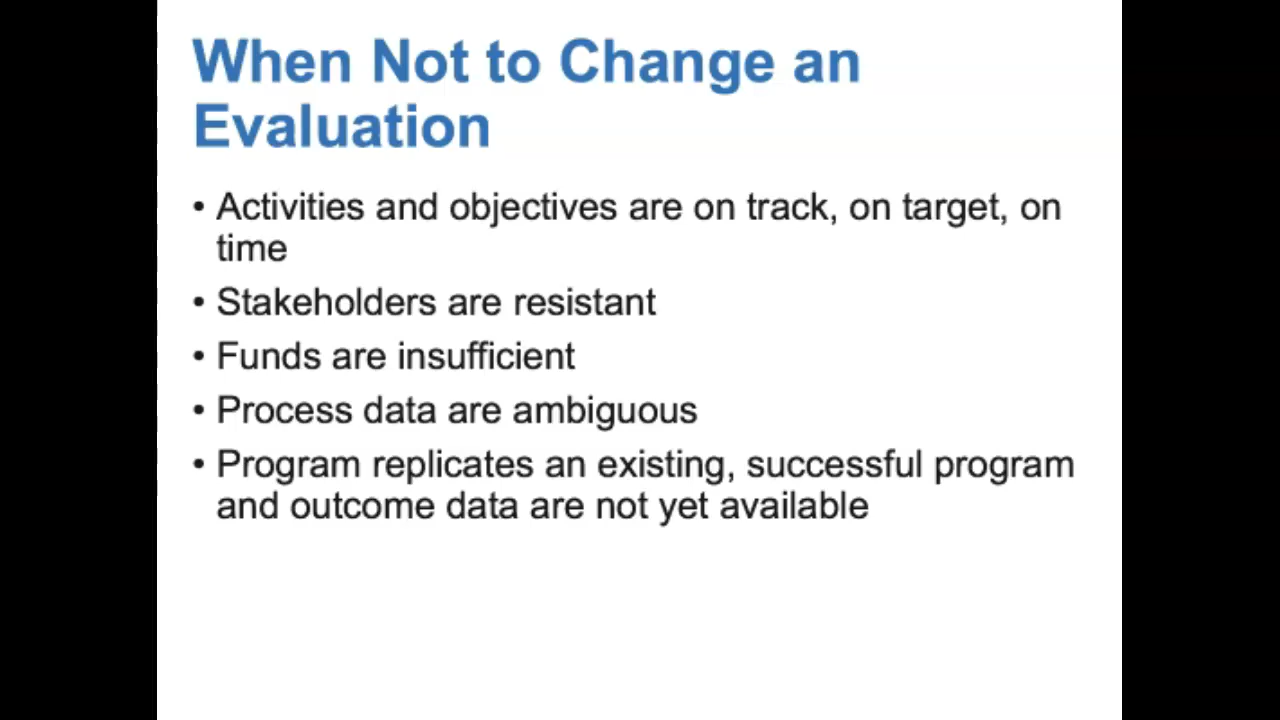 When Not to Change an
Evaluation
• Activities and objectives are on track, on target, on
time
• Stakeholders are resistant
• Funds are insufficient
• Process data are ambiguous
• Program replicates an existing, successful program
and outcome data are not yet available